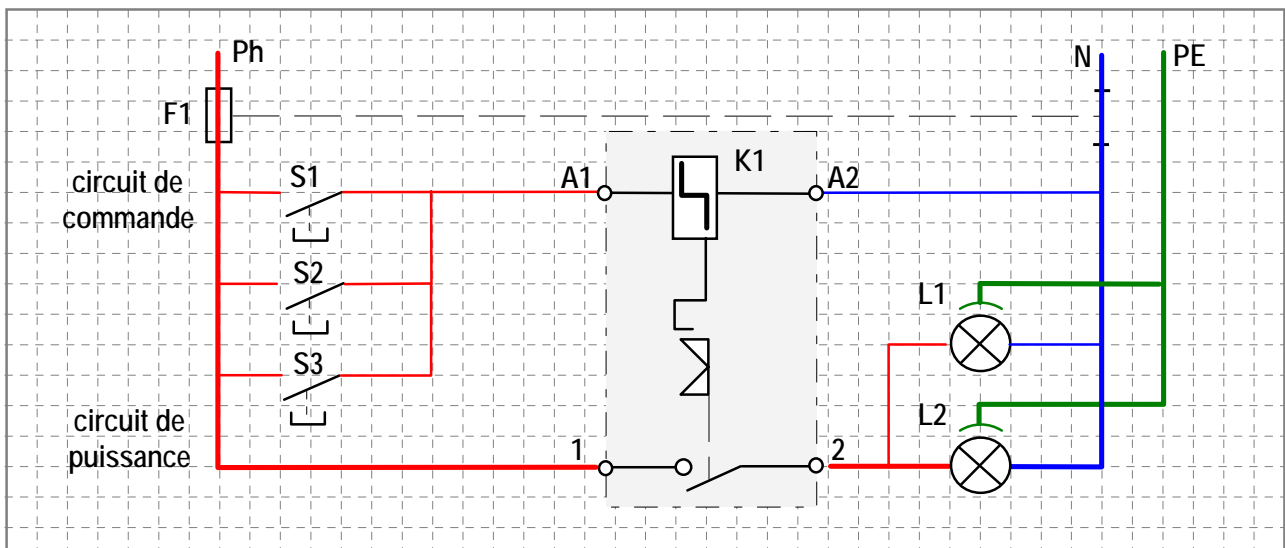 Ph
N
PE
F1
circuit de
commande
S1
A1
K1
A2
S2
L1
S3
circuit de
puissance
L2
1
2